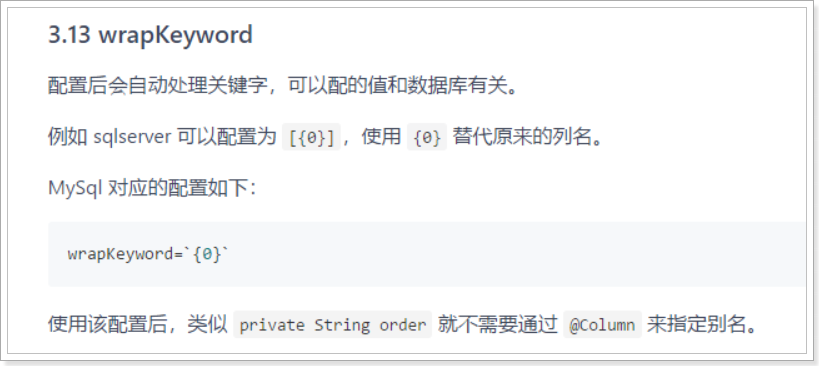 3.13 wrapKeyword
配置后会自动处理关键字，可以配的值和数据库有关。
例如 sqlserver 可以配置为 [{0}]，使用 {0} 替代原来的列名。
MySql 对应的配置如下：
wrapKeyword=`{0}`
使用该配置后，类似 private String order 就不需要通过 @Column 来指定别名。